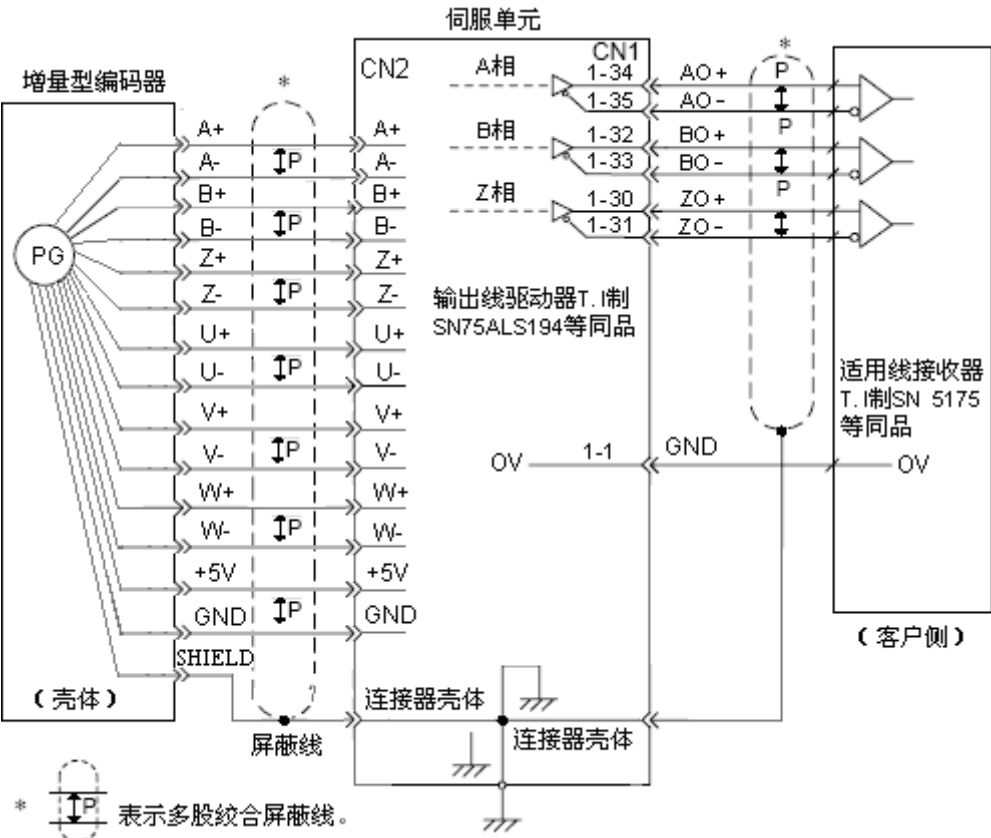 伺服单元
增量型编码器
*
*
CN2
CN1
A相
1-34
AO+
P
1-35
AO-
B相
1-32
BO+
P
1-33
BO-
Z相
1-30
ZO+
P
1-31
ZO-
PG
A+
A-
B+
B-
Z+
Z-
U+
U-
V+
V-
W+
W-
+5V
GND
SHIELD
P
P
P
P
P
P
P
A+
A-
B+
B-
Z+
Z-
U+
U-
V+
V-
W+
W-
+5V
GND
输出线驱动器T.I制
SN75ALS194等同品
适用线接收器
T.I制SN 5175
等同品
OV
1-1
GND
OV
(客户侧)
(壳体)
屏蔽线
连接器壳体
连接器壳体
* P 表示多股绞合屏蔽线。